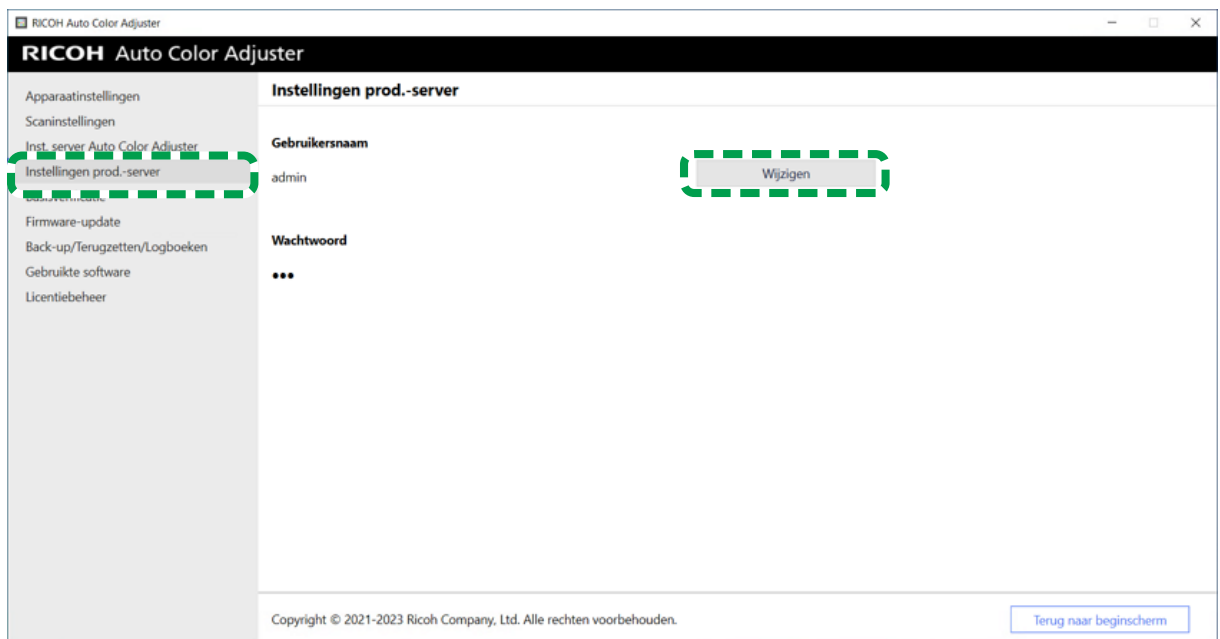 RICOH Auto Color Adjuster
RICOH Auto Color Adjuster
Apparaatinstellingen
Scaninstellingen
Inst. server Auto Color Adjuster
Instellingen prod.-server
Basisverificatie
Firmware-update
Back-up/Terugzetten/Logboeken
Gebruikte software
Licentiebeheer
Instellingen prod.-server
Gebruikersnaam
admin
Wijzigen
Wachtwoord
•••
Copyright © 2021-2023 Ricoh Company, Ltd. Alle rechten voorbehouden.
Terug naar beginscherm